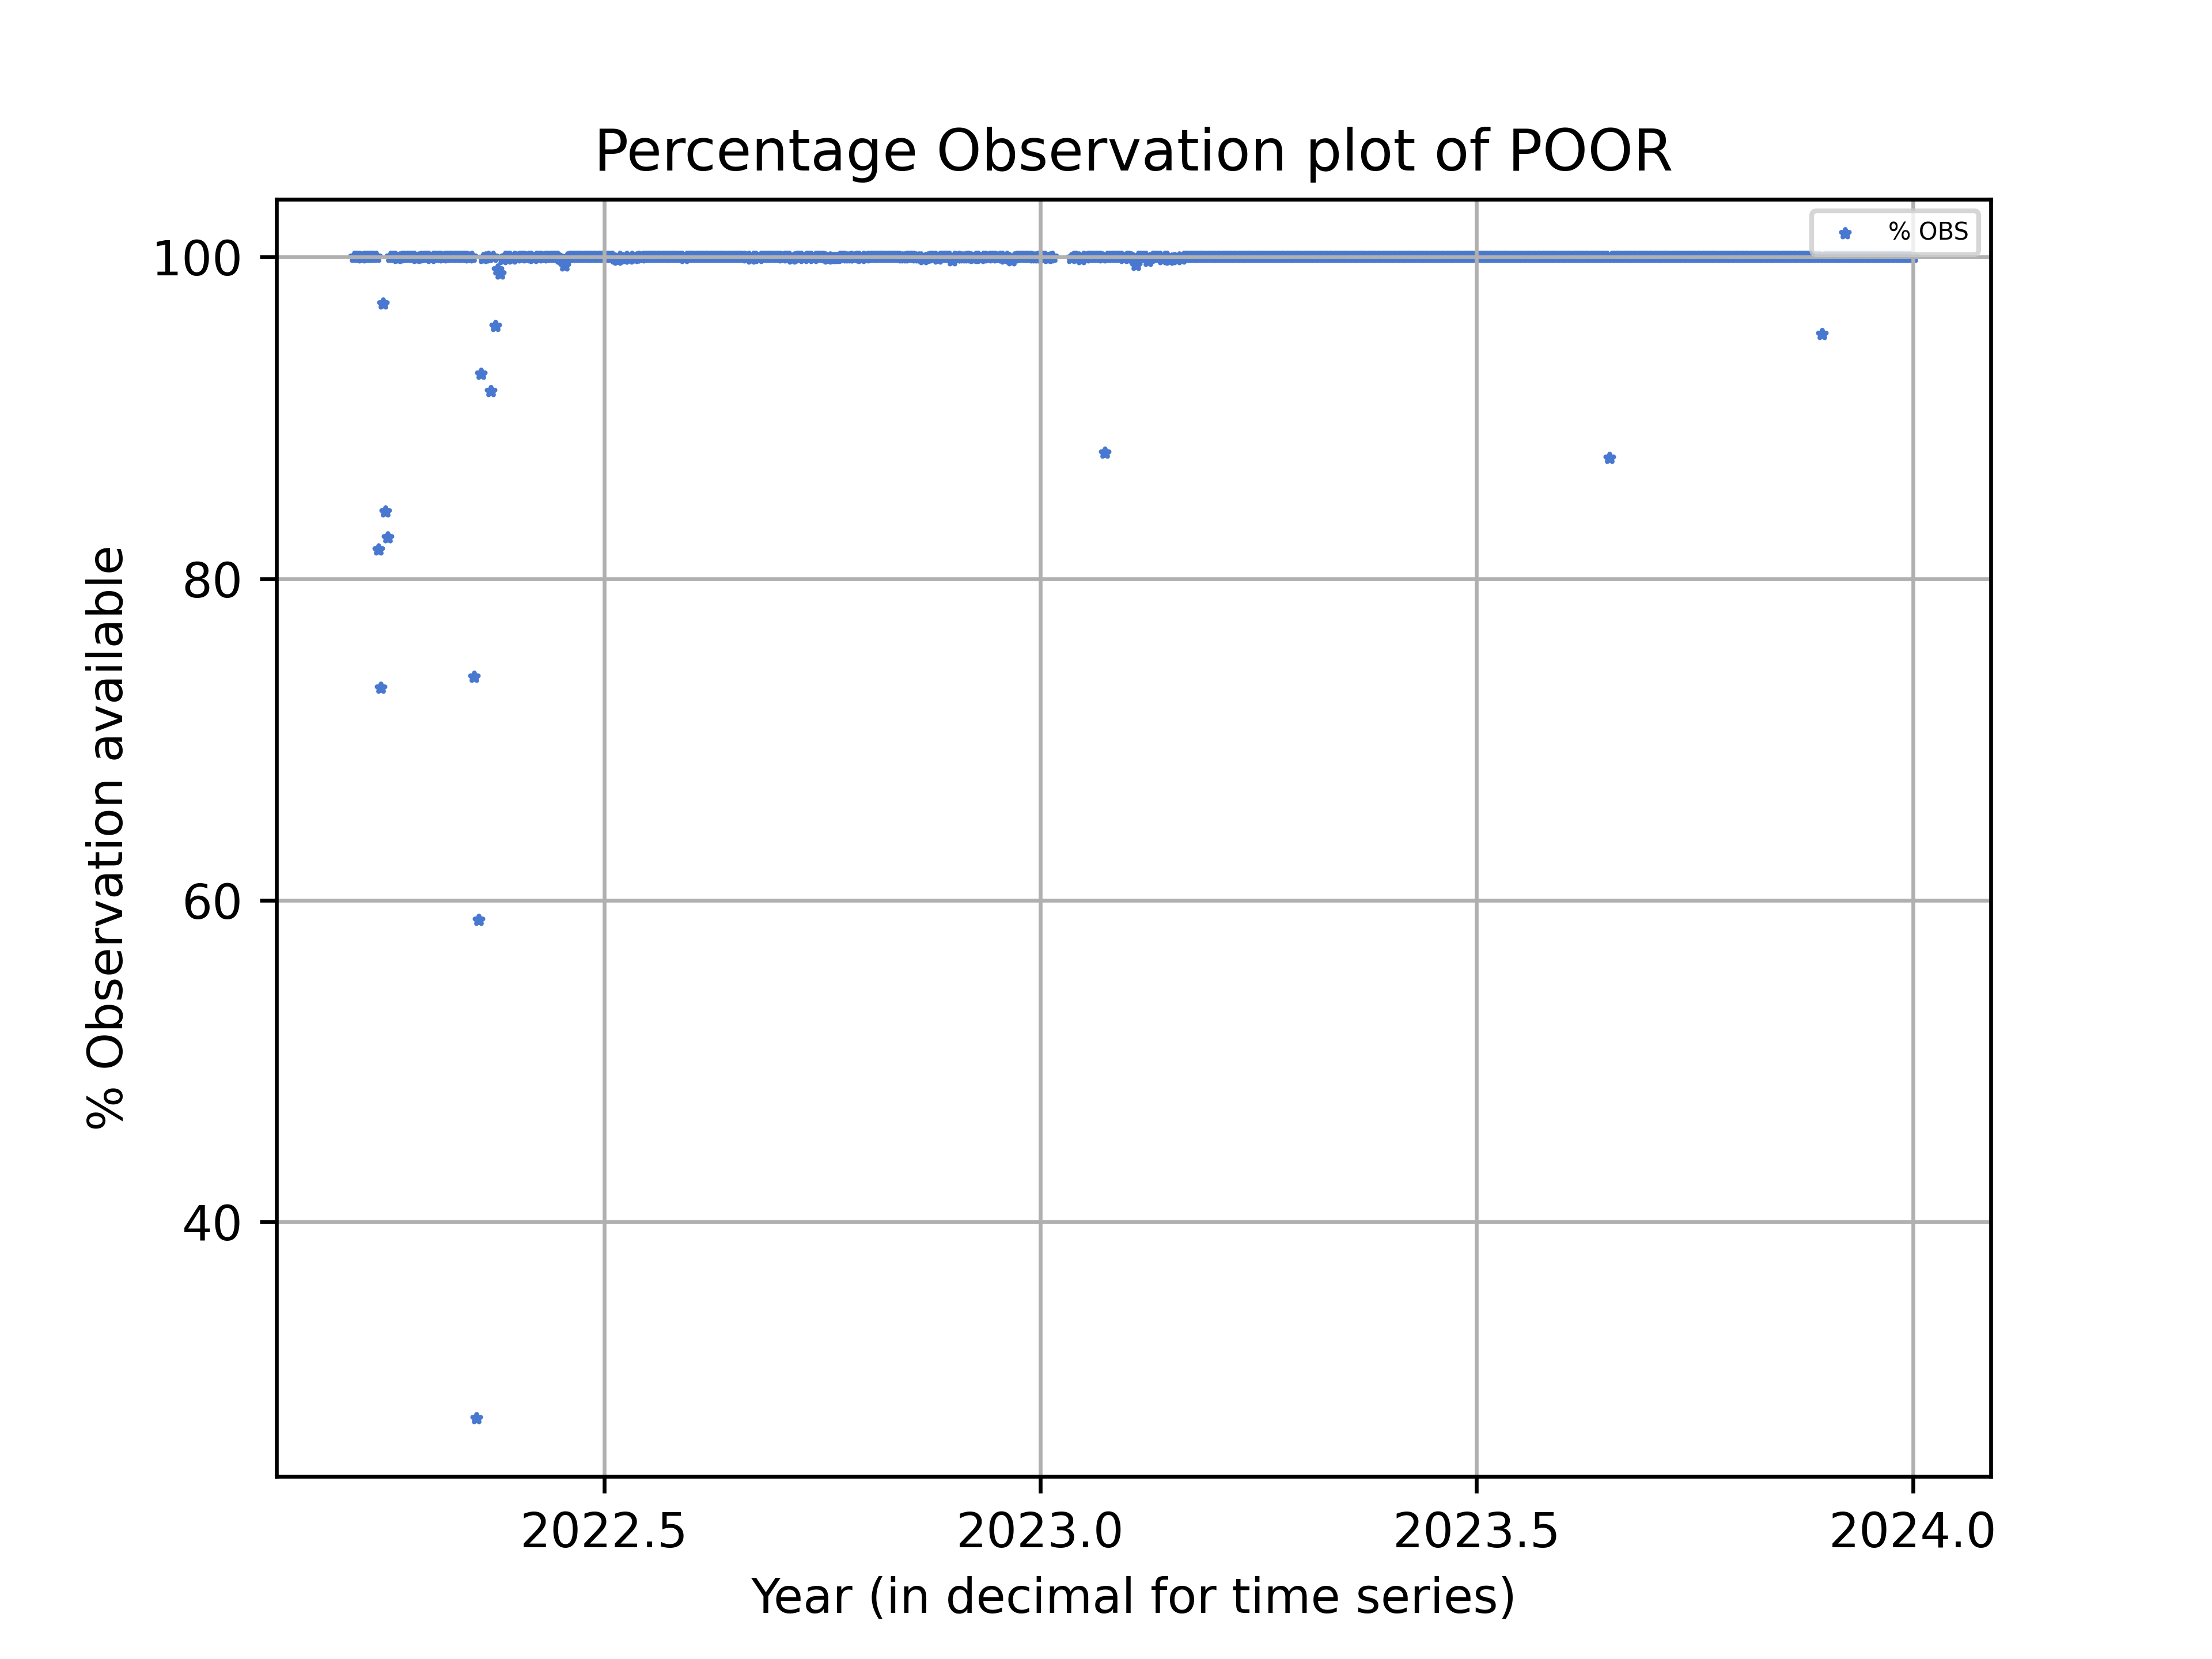 Percentage Observation plot of POOR
% OBS
100
80
60
40
% Observation available
2022.5
2023.0
2023.5
2024.0
Year (in decimal for time series)